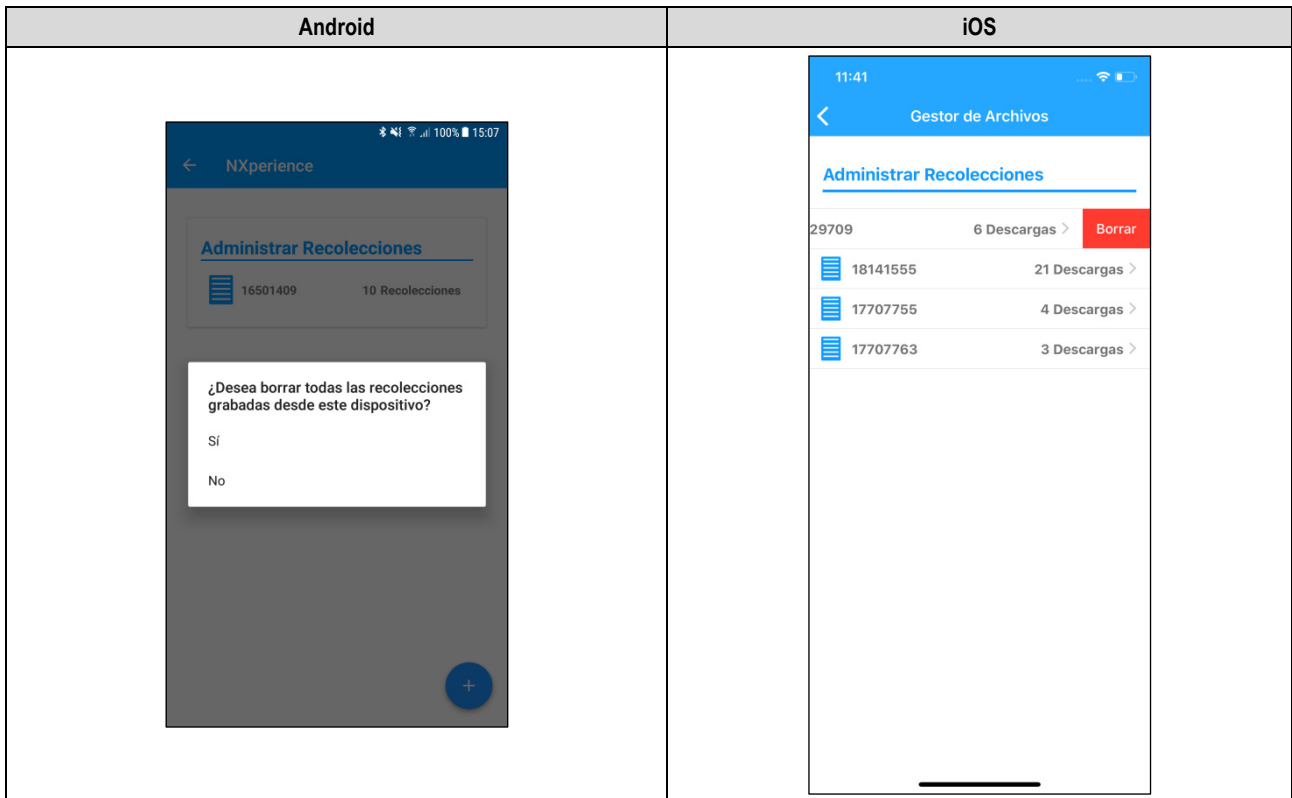 Android
iOS
100% 15:07
NXperience
Administrar Recolecciones
16501409 10 Recolecciones
¿Desea borrar todas las recolecciones
grabadas desde este dispositivo?
Sí
No
+
11:41
Gestor de Archivos
Administrar Recolecciones
29709 6 Descargas Borrar
18141555 21 Descargas
17707755 4 Descargas
17707763 3 Descargas